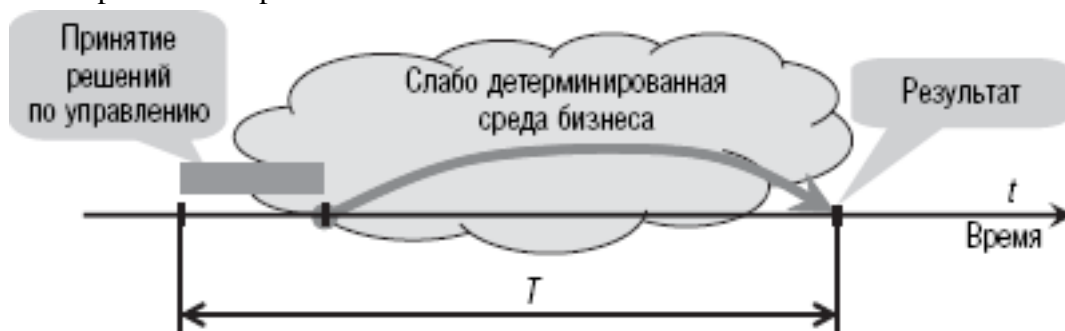 Принятие
решений
по управлению
Слабо детерминированная
среда бизнеса
Результат
t
Время
T